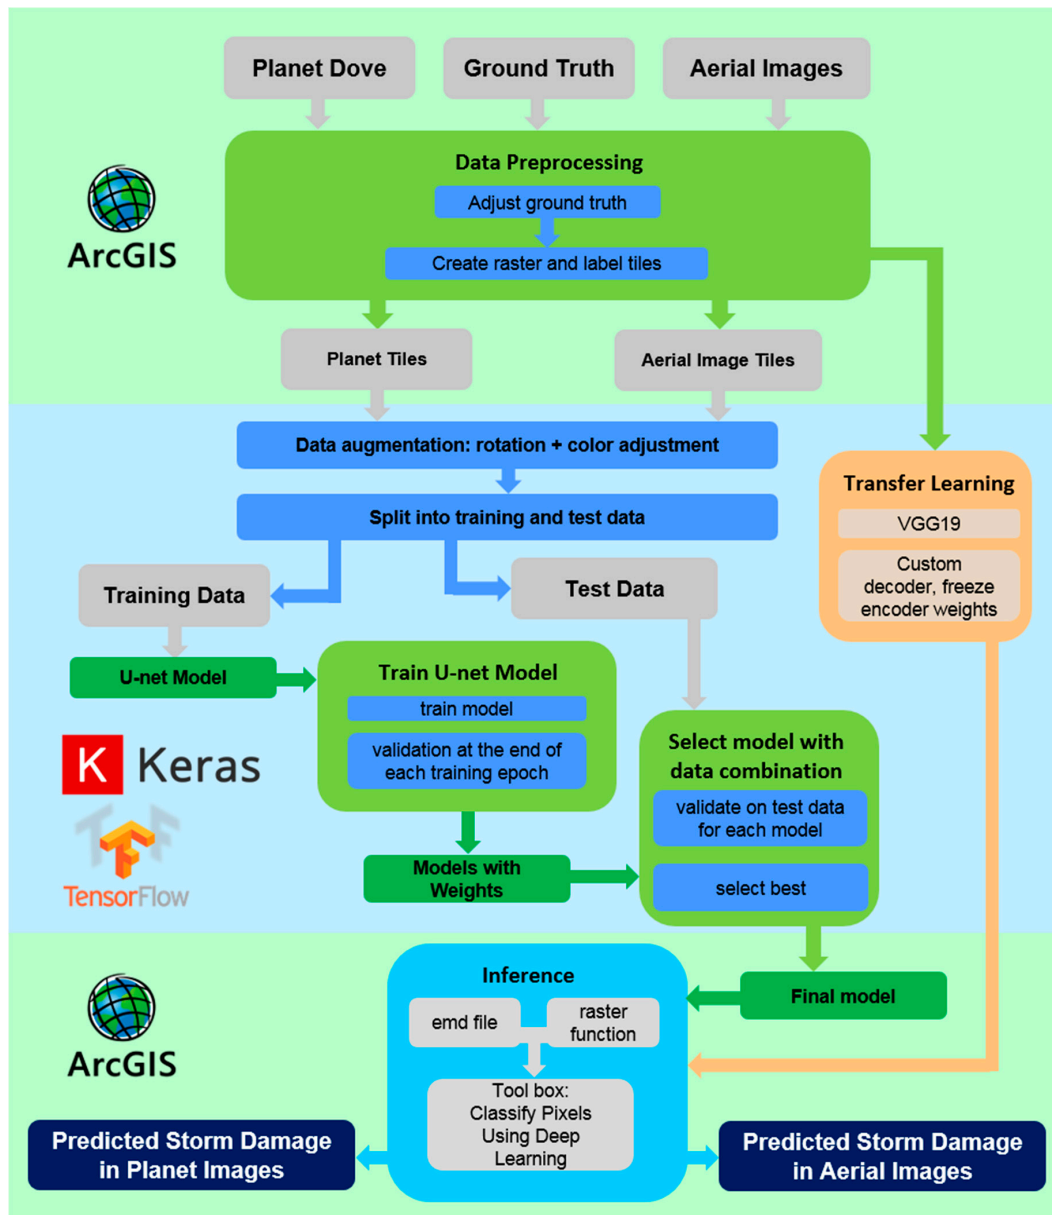 Planet Dove
Ground Truth
Aerial Images
Data Preprocessing
Adjust ground truth
Create raster and label tiles
ArcGIS
Planet Tiles
Aerial Image Tiles
Data augmentation: rotation + color adjustment
Split into training and test data
Transfer Learning
VGG19
Custom
decoder, freeze
encoder weights
Training Data
Test Data
U-net Model
Train U-net Model
train model
validation at the end of
each training epoch
Keras
TensorFlow
Select model with
data combination
validate on test data
for each model
select best
Models with
Weights
ArcGIS
Inference
emd file
raster
function
Final model
Tool box:
Classify Pixels
Using Deep
Learning
Predicted Storm Damage
in Planet Images
Predicted Storm Damage
in Aerial Images